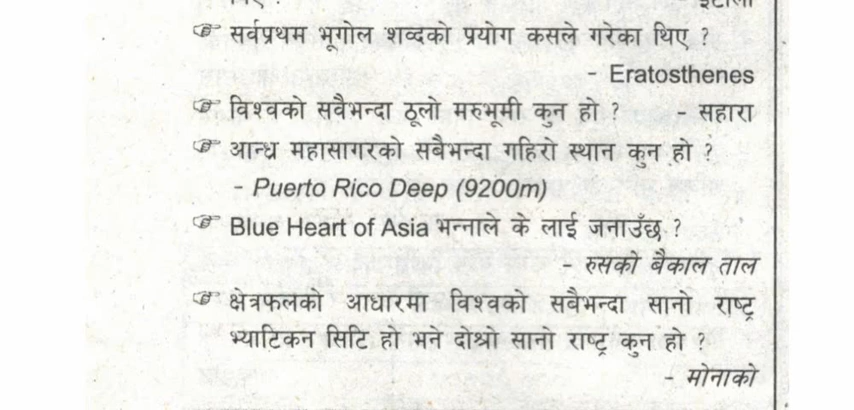 ☞ सर्वप्रथम भूगोल शब्दको प्रयोग कसले गरेका थिए ?
- Eratosthenes
☞ विश्वको सवैभन्दा ठूलो मरुभूमी कुन हो ? - सहारा
☞ आन्ध्र महासागरको सबैभन्दा गहिरो स्थान कुन हो ?
- Puerto Rico Deep (9200m)
☞ Blue Heart of Asia भन्नाले के लाई जनाउँछ ?
- रुसको बैकाल ताल
☞ क्षेत्रफलको आधारमा विश्वको सबैभन्दा सानो राष्ट्र
भ्याटिकन सिटि हो भने दोश्रो सानो राष्ट्र कुन हो ?
- मोनाको